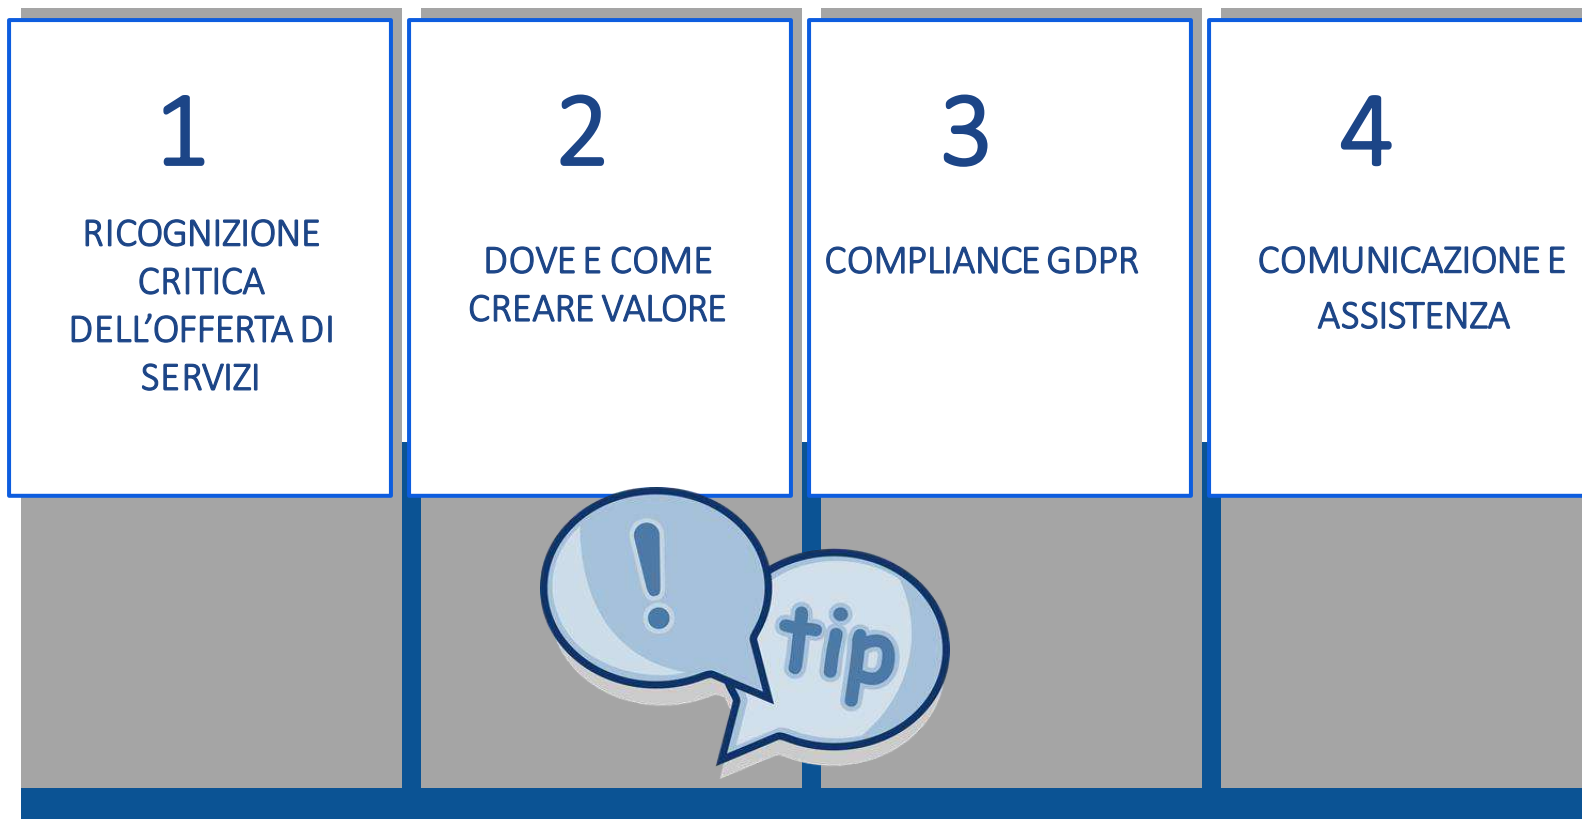 1
RICOGNIZIONE
CRITICA
DELL’OFFERTA DI
SERVIZI
2
DOVE E COME
CREARE VALORE
3
COMPLIANCE GDPR
4
COMUNICAZIONE E
ASSISTENZA
!
tip